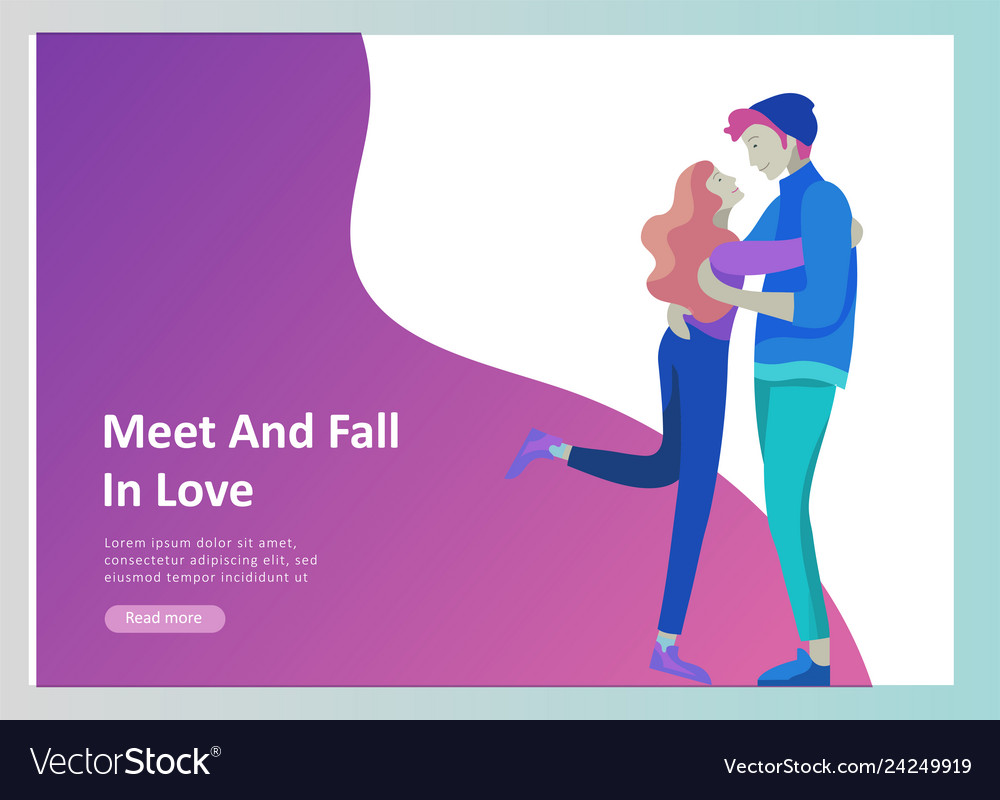 Meet And Fall
In Love
Lorem ipsum dolor sit amet,
consectetur adipiscing elit, sed
eiusmod tempor incididunt ut
Read more
VectorStock®
VectorStock.com/24249919